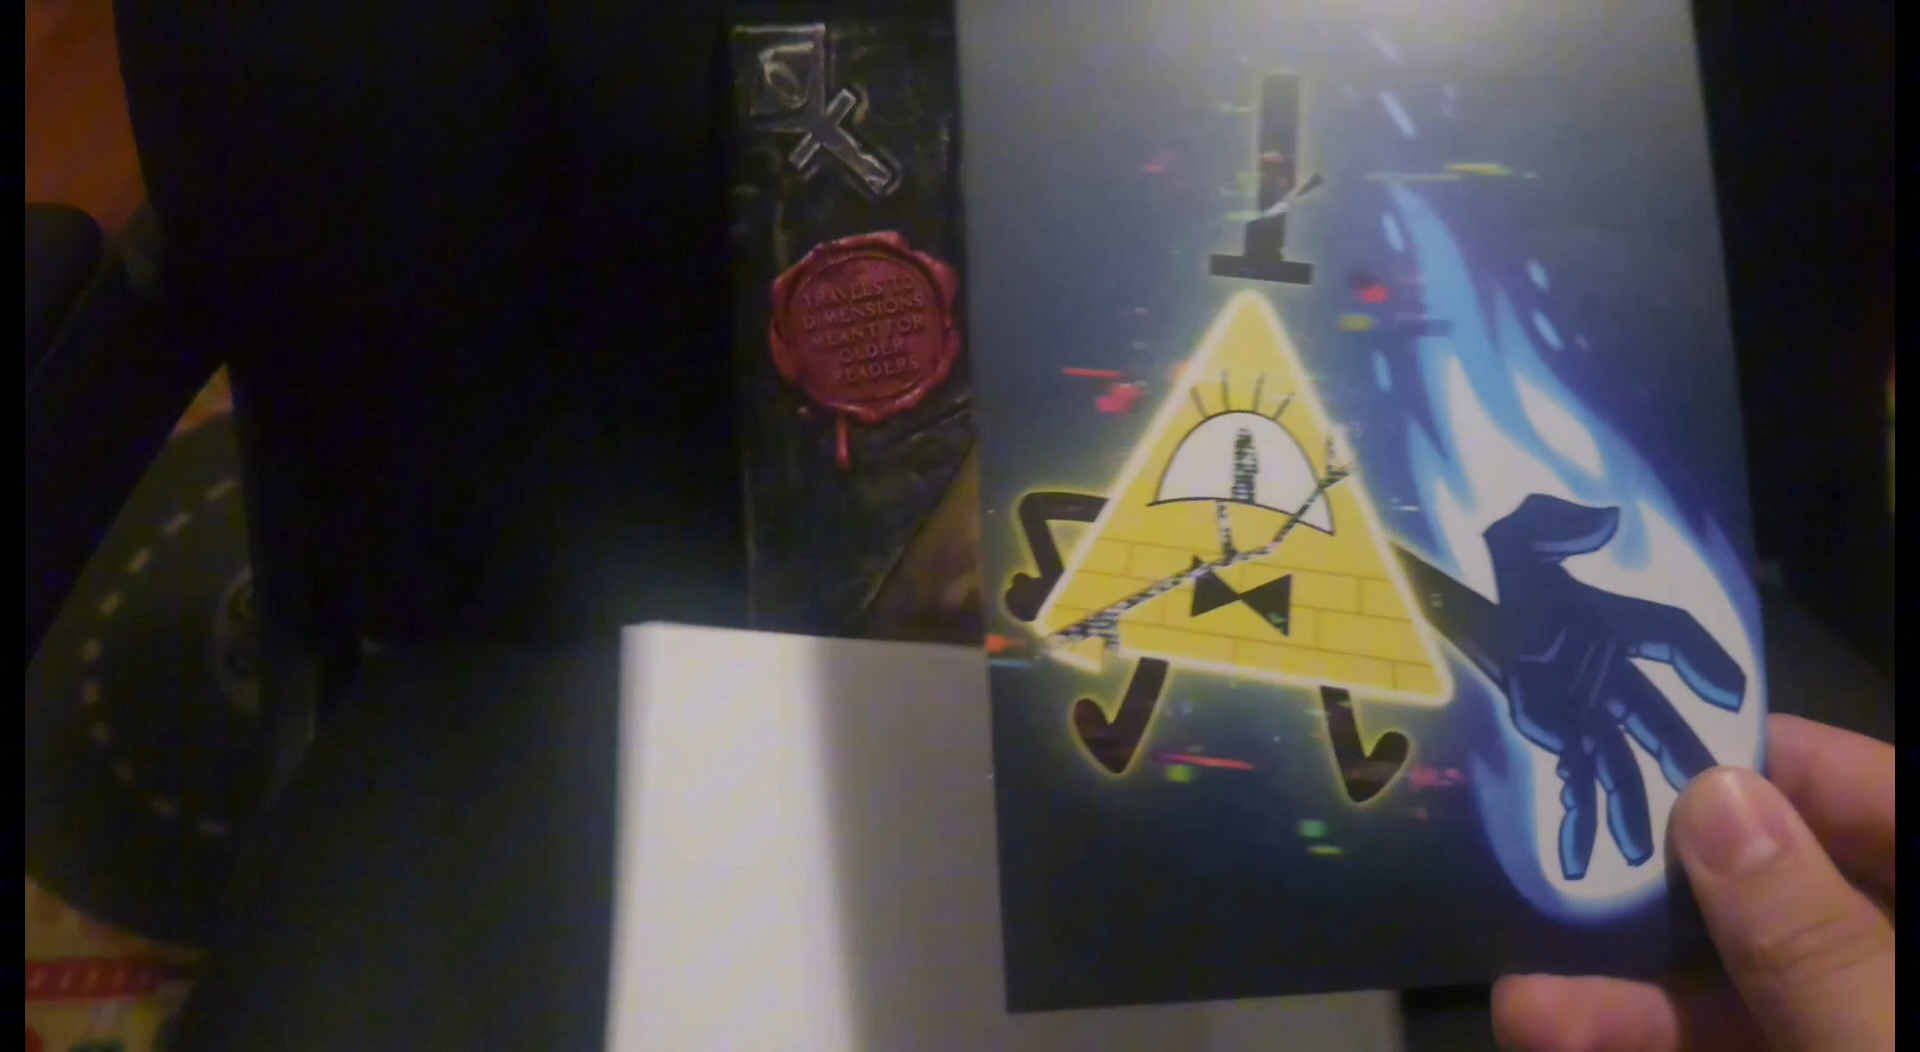 TRAVELS TO
DIMENSIONS
MEANT FOR
OLDER
READERS